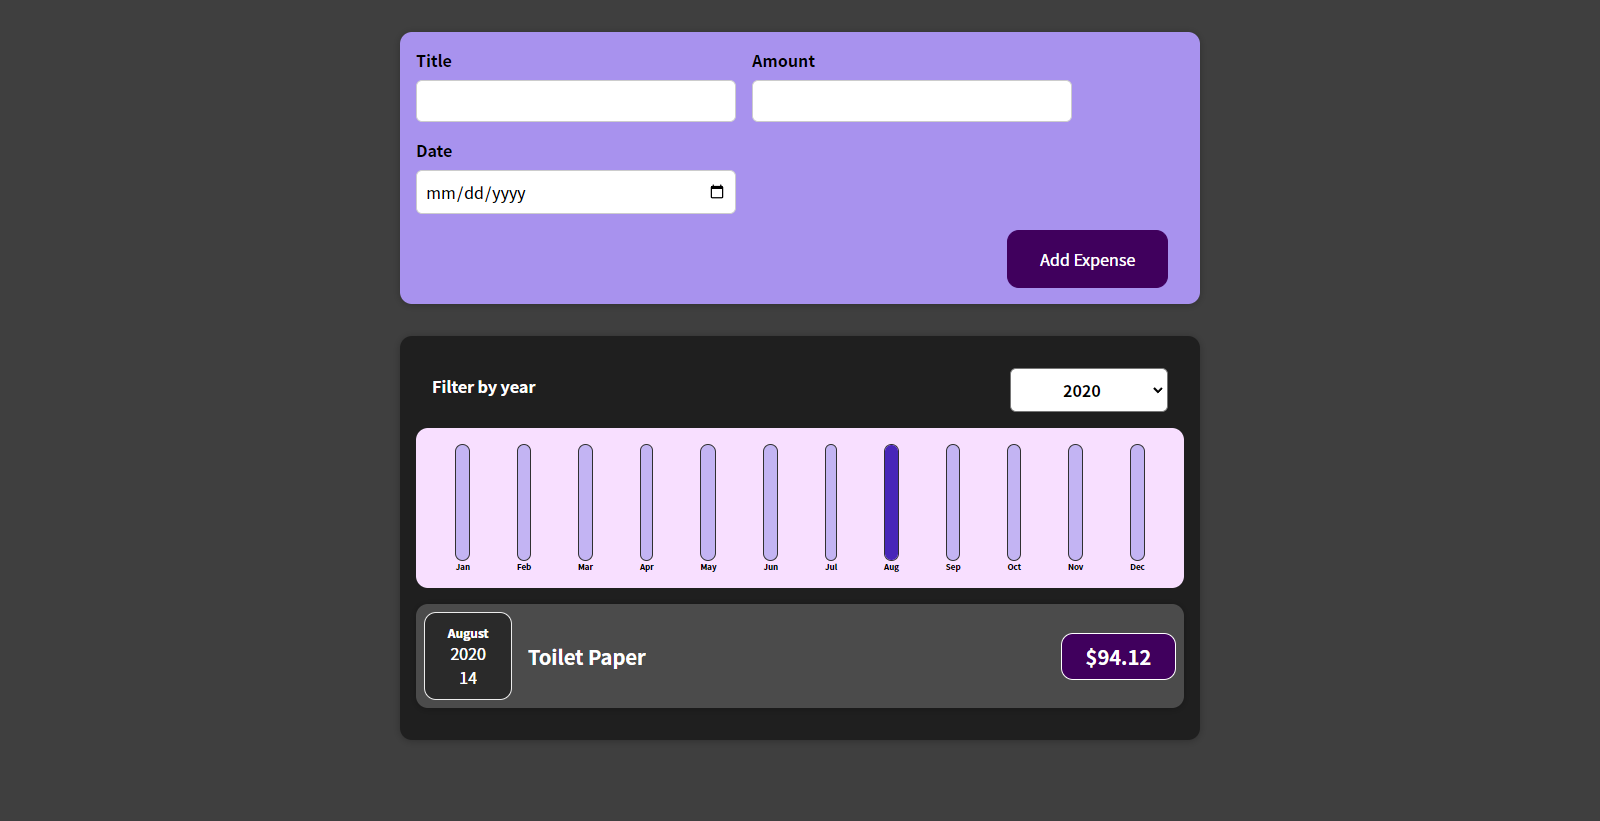 Title Amount
Date
mm/dd/yyyy
Add Expense
Filter by year 2020
Jan Feb Mar Apr May Jun Jul Aug Sep Oct Nov Dec
August
2020
14
Toilet Paper
$94.12